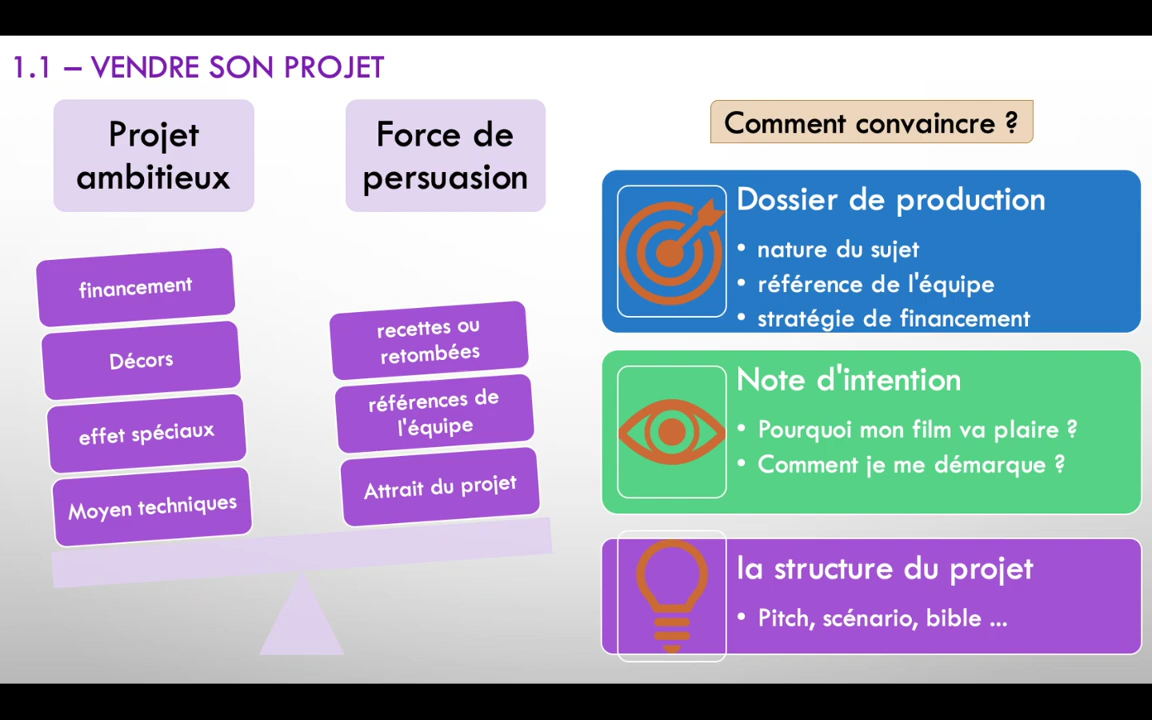 1.1 – VENDRE SON PROJET
Projet
ambitieux
financement
Décors
effet spéciaux
Moyen techniques
Force de
persuasion
recettes ou
retombées
références de
l'équipe
Attrait du projet
Comment convaincre ?
Dossier de production
• nature du sujet
• référence de l'équipe
• stratégie de financement
Note d'intention
• Pourquoi mon film va plaire ?
• Comment je me démarque ?
la structure du projet
• Pitch, scénario, bible ...